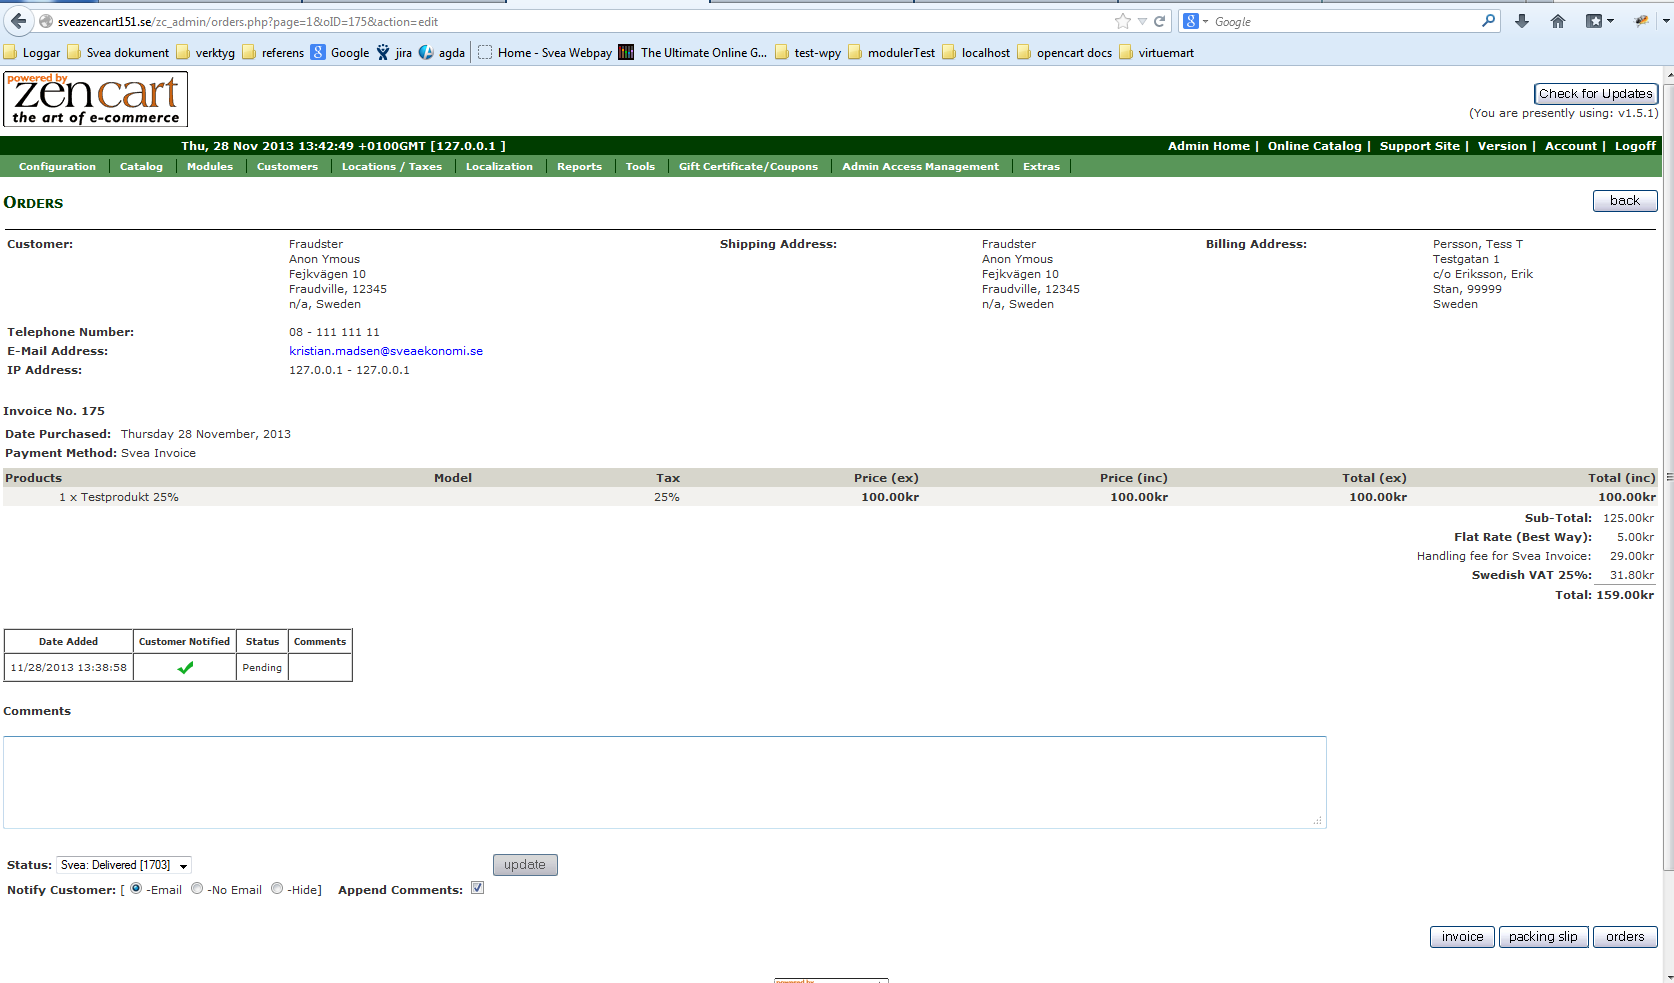 sveazencart151.se/zc_admin/orders.php?page=1&oID=175&action=edit
Google
Loggar Svea dokument verktyg referens Google jira agda Home - Svea Webpay The Ultimate Online G... test-wpy modulerTest localhost opencart docs virtuemart
powered by
zen cart
the art of e-commerce
Check for Updates
(You are presently using: v1.5.1)
Thu, 28 Nov 2013 13:42:49 +0100GMT [127.0.0.1 ]
Admin Home | Online Catalog | Support Site | Version | Account | Logoff
Configuration Catalog Modules Customers Locations / Taxes Localization Reports Tools Gift Certificate/Coupons Admin Access Management Extras
Orders
back
Customer:
Fraudster
Anon Ymous
Fejkvägen 10
Fraudville, 12345
n/a, Sweden
Shipping Address:
Fraudster
Anon Ymous
Fejkvägen 10
Fraudville, 12345
n/a, Sweden
Billing Address:
Persson, Tess T
Testgatan 1
c/o Eriksson, Erik
Stan, 99999
Sweden
Telephone Number: 08 - 111 111 11
E-Mail Address: kristian.madsen@sveaekonomi.se
IP Address: 127.0.0.1 - 127.0.0.1
Invoice No. 175
Date Purchased: Thursday 28 November, 2013
Payment Method: Svea Invoice
Products Model Tax Price (ex) Price (inc) Total (ex) Total (inc)
1 x Testprodukt 25% 25% 100.00kr 100.00kr 100.00kr 100.00kr
Sub-Total: 125.00kr
Flat Rate (Best Way): 5.00kr
Handling fee for Svea Invoice: 29.00kr
Swedish VAT 25%: 31.80kr
Total: 159.00kr
Date Added Customer Notified Status Comments
11/28/2013 13:38:58 Pending
Comments
Status: Svea: Delivered [1703]
update
Notify Customer: [ -Email -No Email -Hide] Append Comments:
invoice packing slip orders
powered by